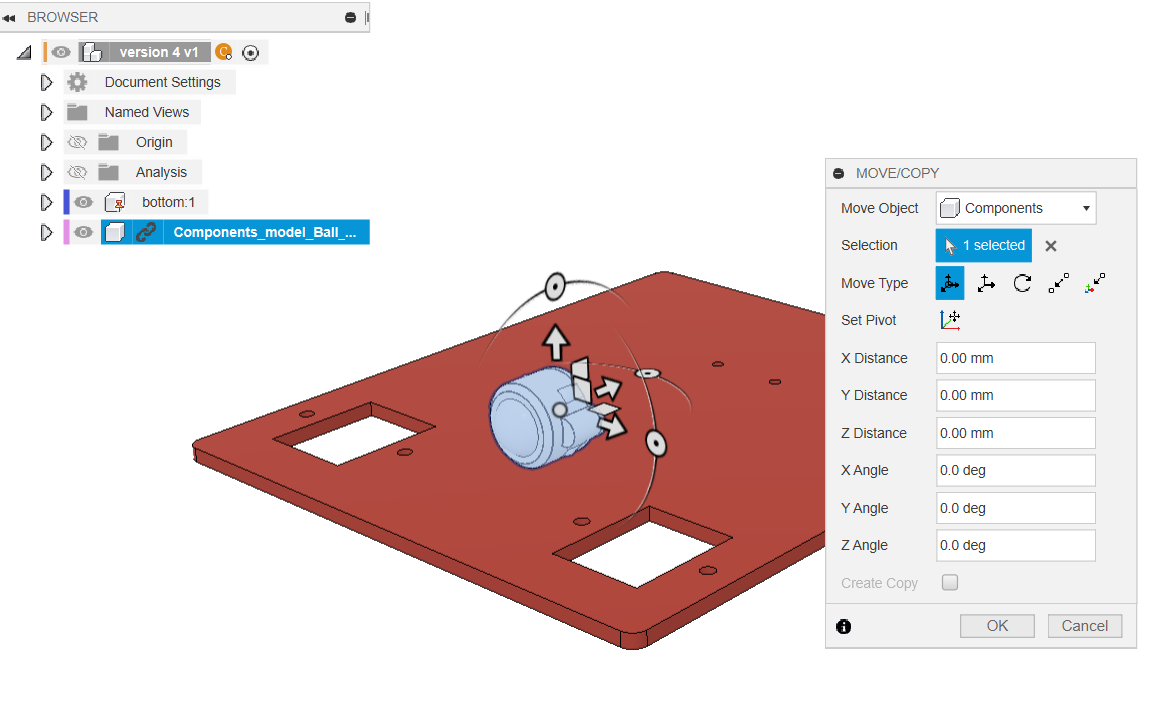 BROWSER
version 4 v1
Document Settings
Named Views
Origin
Analysis
bottom:1
Components_model_Ball_...
MOVE/COPY
Move Object Components
Selection 1 selected
Move Type
Set Pivot
X Distance 0.00 mm
Y Distance 0.00 mm
Z Distance 0.00 mm
X Angle 0.0 deg
Y Angle 0.0 deg
Z Angle 0.0 deg
Create Copy
OK Cancel